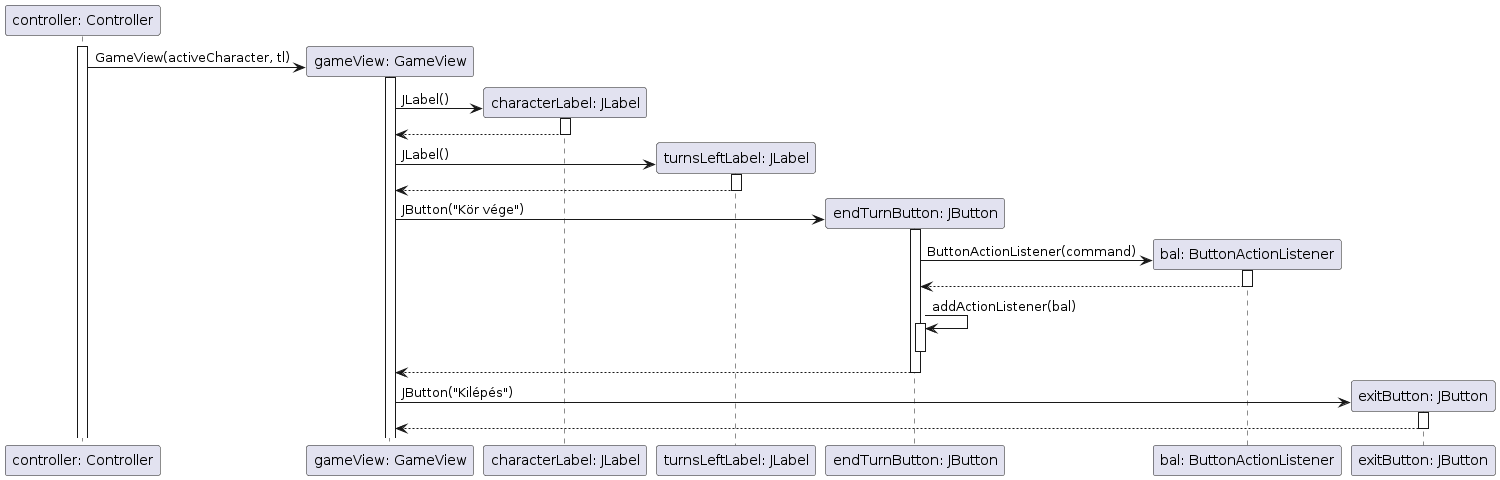 controller: Controller
GameView(activeCharacter, tl)
gameView: GameView
JLabel()
characterLabel: JLabel
JLabel()
turnsLeftLabel: JLabel
JButton("Kör vége")
endTurnButton: JButton
ButtonActionListener(command)
bal: ButtonActionListener
addActionListener(bal)
JButton("Kilépés")
exitButton: JButton
controller: Controller
gameView: GameView
characterLabel: JLabel
turnsLeftLabel: JLabel
endTurnButton: JButton
bal: ButtonActionListener
exitButton: JButton